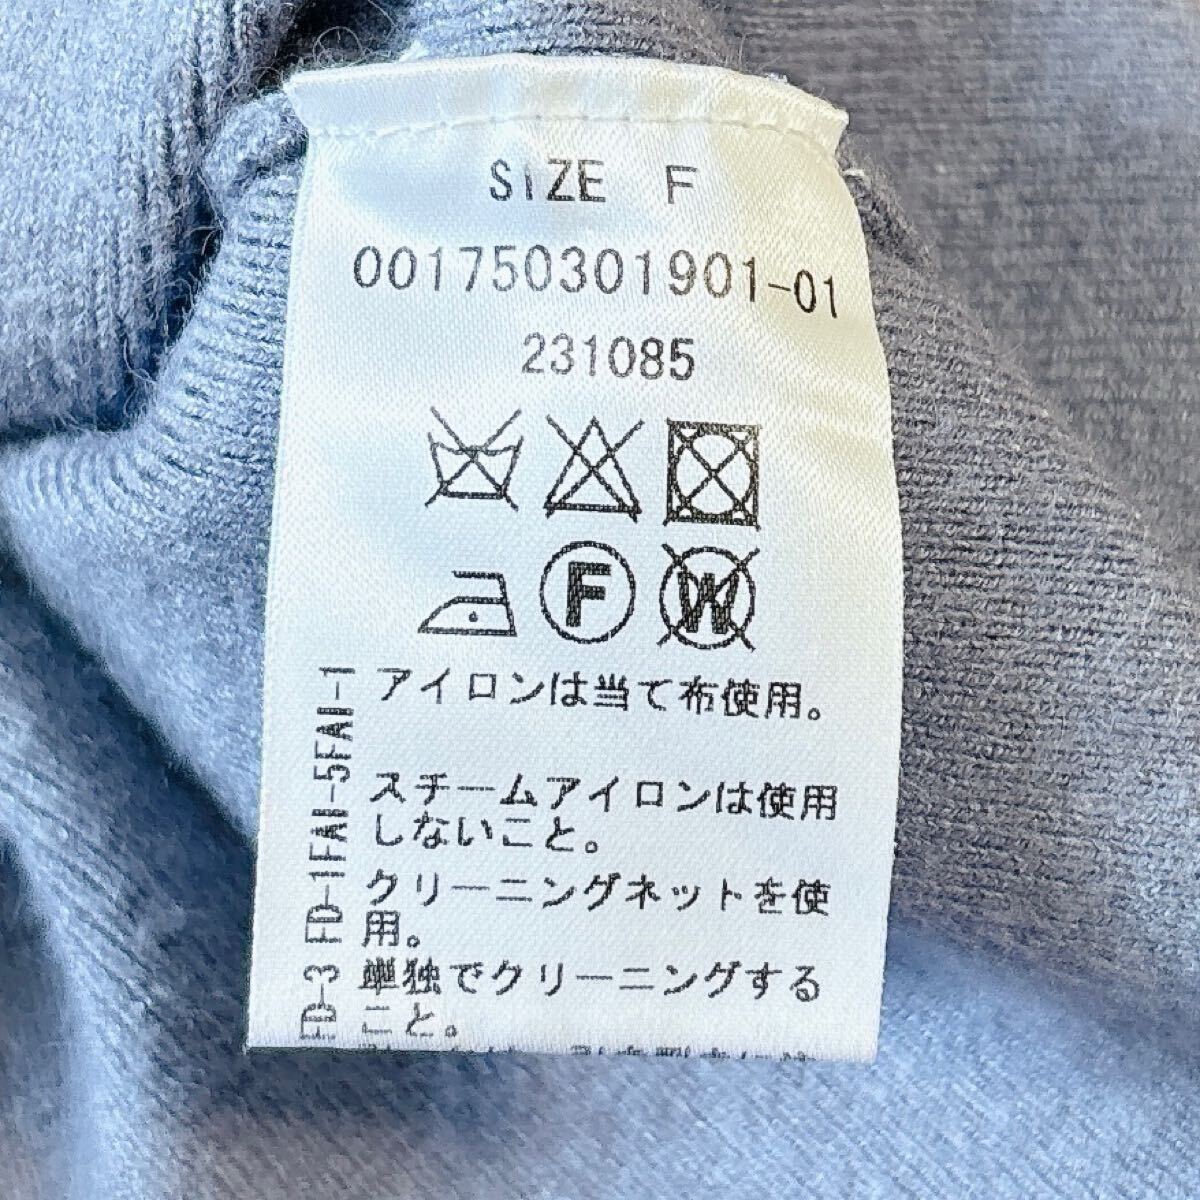 SIZE F
001750301901-01
231085
F
W
アイロンは当て布使用。
スチームアイロンは使用
しないこと。
クリーニングネットを使
用。
単独でクリーニングする
こと。
FD-3 FD-1FAI-5FAI-1